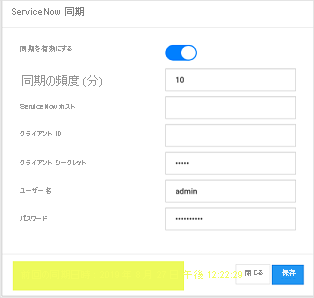 ServiceNow 同期
同期を有効にする
同期の頻度 (分)
10
ServiceNow ホスト
クライアント ID
クライアント シークレット
•••••
ユーザー名
admin
パスワード
••••••••••
午後
閉じる
保存